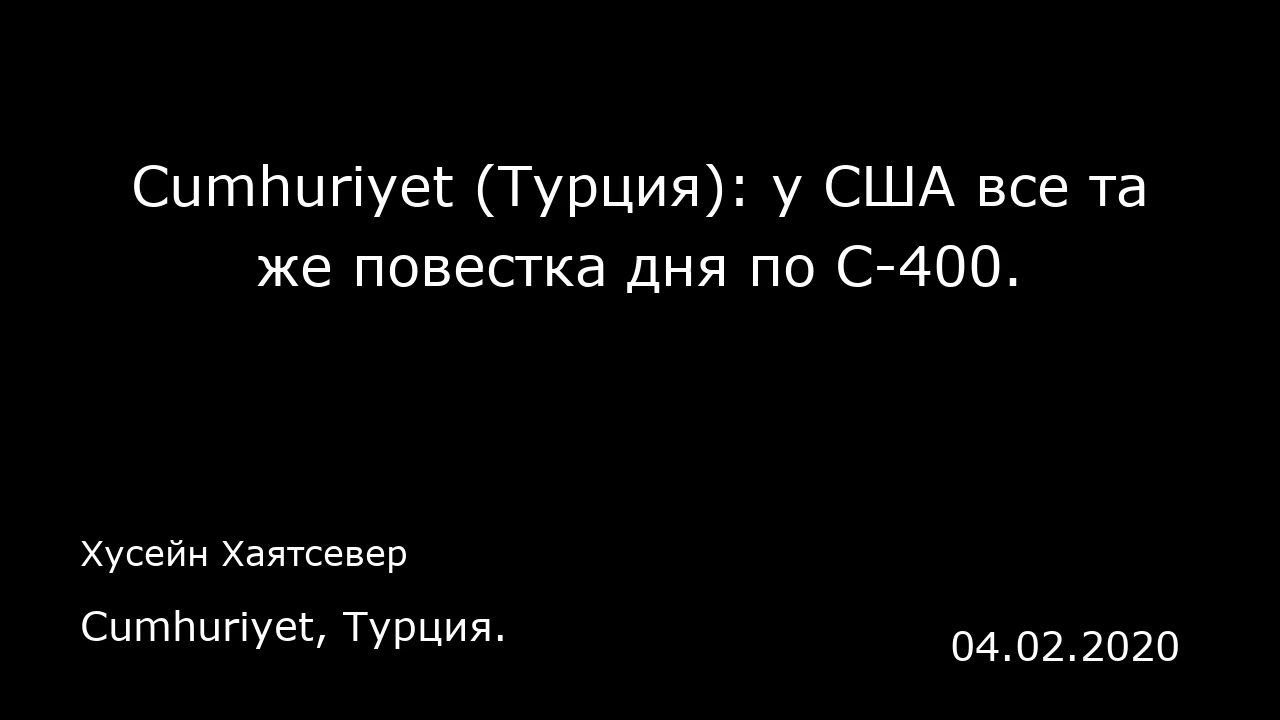 Cumhuriyet (Турция): у США все та
же повестка дня по С-400.
Хусейн Хаятсевер
Cumhuriyet, Турция.
04.02.2020